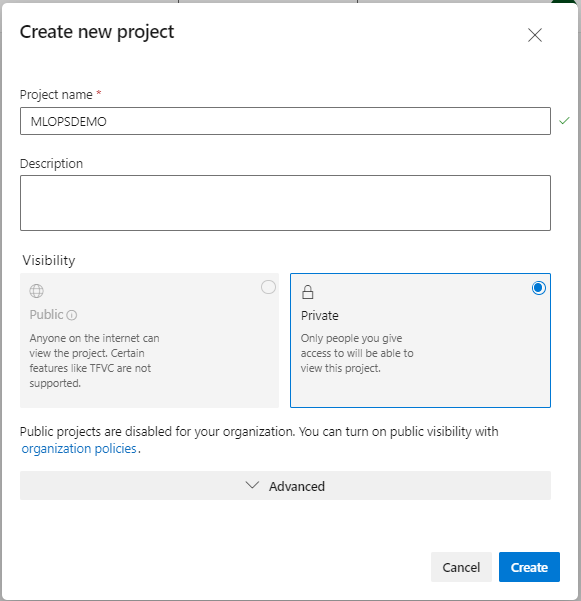 Create new project
Project name *
MLOPSDEMO
Description
Visibility
Public
Anyone on the internet can
view the project. Certain
features like TFVC are not
supported.
Private
Only people you give
access to will be able to
view this project.
Public projects are disabled for your organization. You can turn on public visibility with
organization policies.
Advanced
Cancel
Create